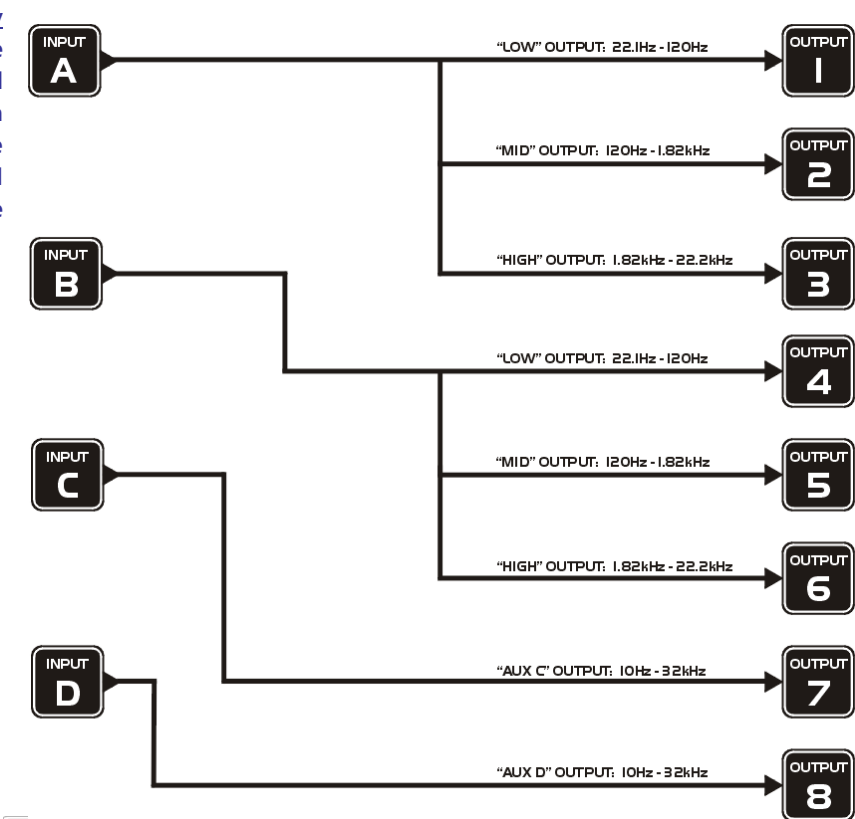 INPUT
A
"LOW" OUTPUT: 22.1Hz - 120Hz
OUTPUT
1
"MID" OUTPUT: 120Hz - 1.82kHz
OUTPUT
2
INPUT
B
"HIGH" OUTPUT: 1.82kHz - 22.2kHz
OUTPUT
3
"LOW" OUTPUT: 22.1Hz - 120Hz
OUTPUT
4
INPUT
C
"MID" OUTPUT: 120Hz - 1.82kHz
OUTPUT
5
"HIGH" OUTPUT: 1.82kHz - 22.2kHz
OUTPUT
6
INPUT
D
"AUX C" OUTPUT: 10Hz - 32kHz
OUTPUT
7
"AUX D" OUTPUT: 10Hz - 32kHz
OUTPUT
8